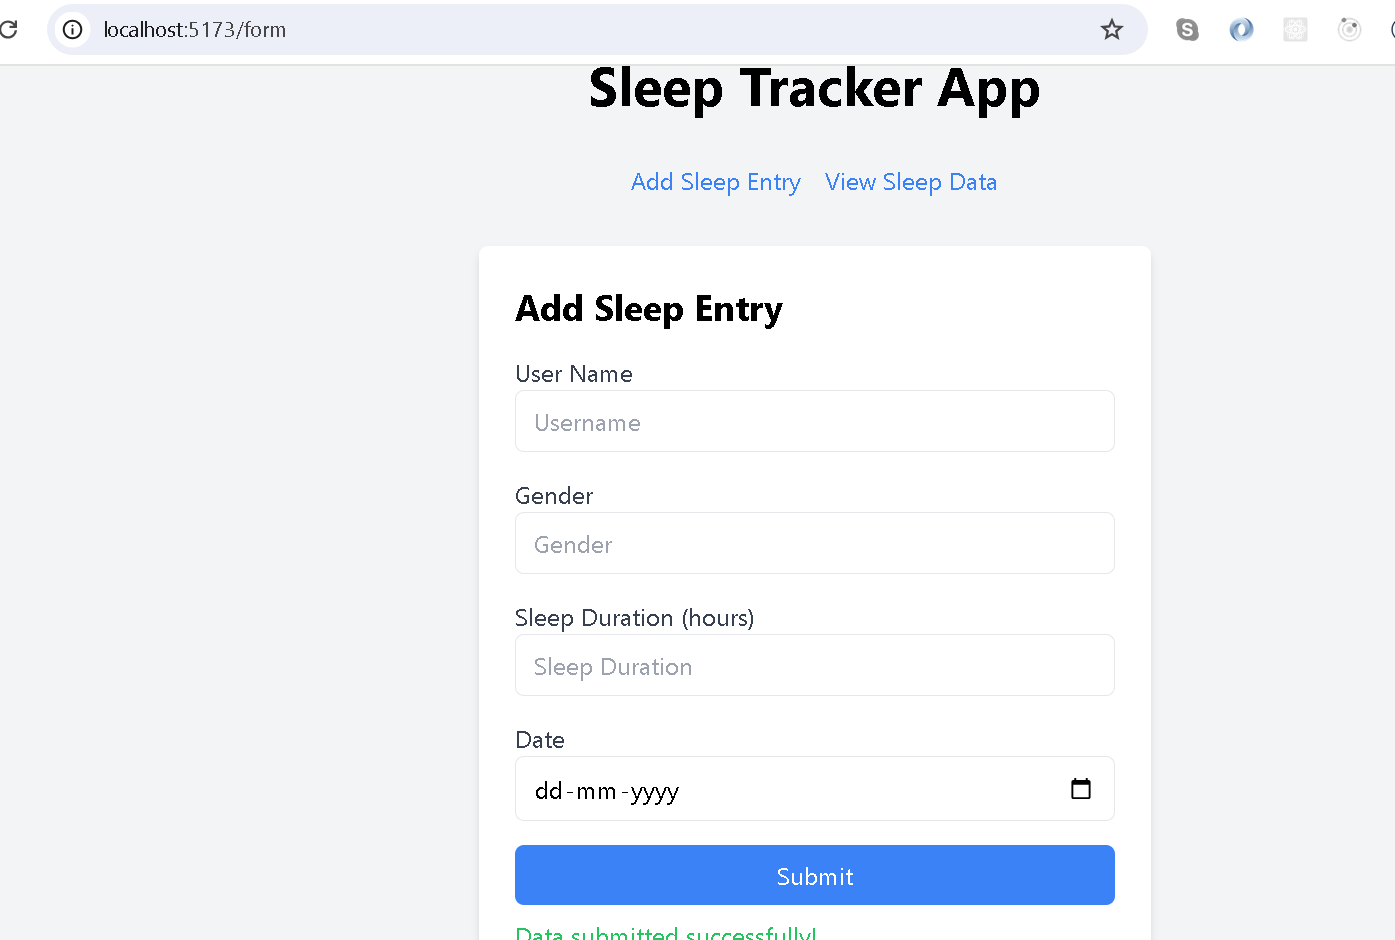 localhost:5173/form
Sleep Tracker App
Add Sleep Entry View Sleep Data
Add Sleep Entry
User Name
Username
Gender
Gender
Sleep Duration (hours)
Sleep Duration
Date
dd-mm-yyyy
Submit
Data submitted successfully!